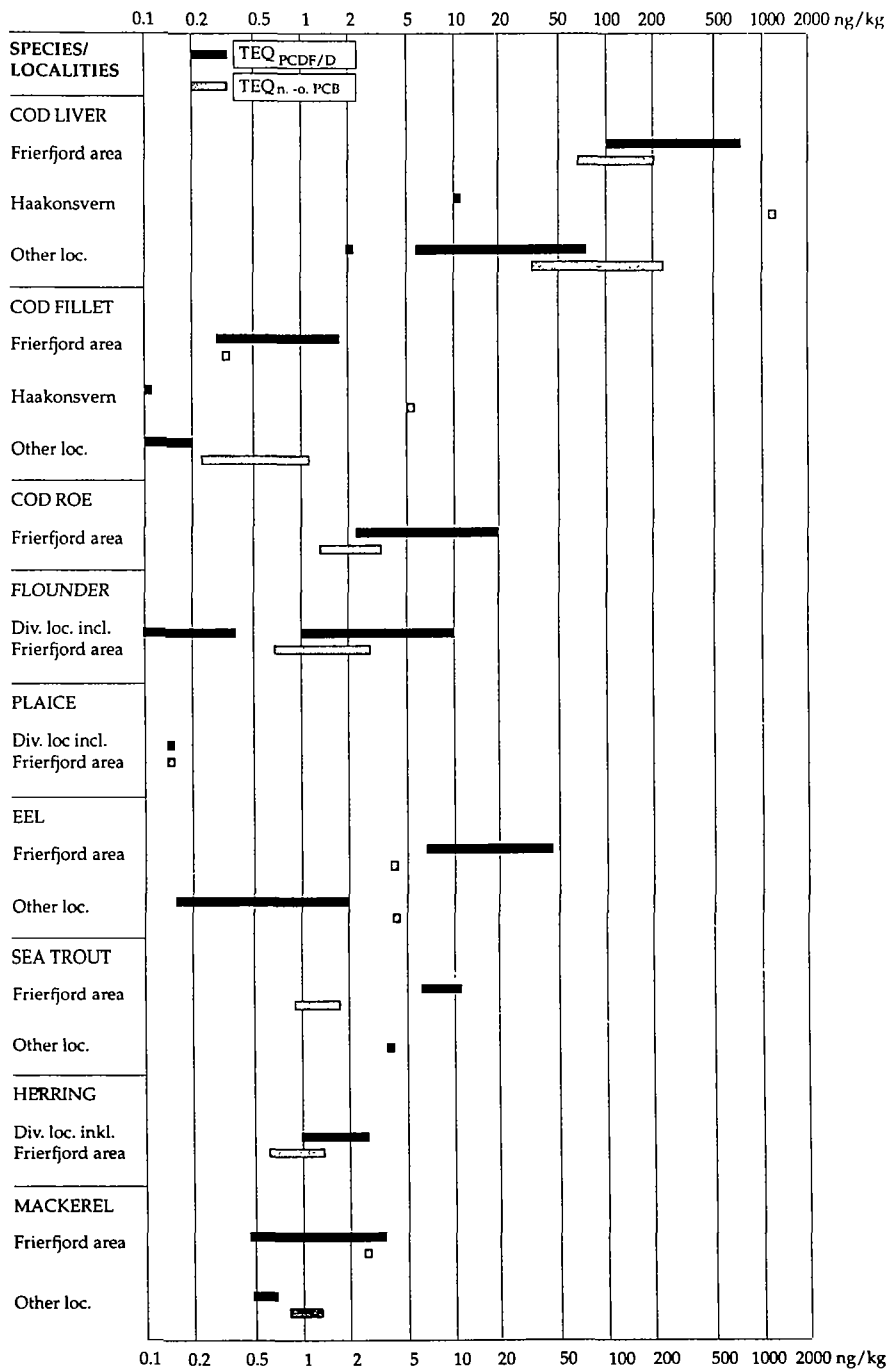 0.1 0.2 0.5 1 2 5 10 20 50 100 200 500 1000 2000 ng/kg
SPECIES/
LOCALITIES
TEQ PCDF/D
TEQ n. -o. PCB
COD LIVER
Frierfjord area
Haakonsvern
Other loc.
COD FILLET
Frierfjord area
Haakonsvern
Other loc.
COD ROE
Frierfjord area
FLOUNDER
Div. loc. incl.
Frierfjord area
PLAICE
Div. loc incl.
Frierfjord area
EEL
Frierfjord area
Other loc.
SEA TROUT
Frierfjord area
Other loc.
HERRING
Div. loc. inkl.
Frierfjord area
MACKEREL
Frierfjord area
Other loc.
0.1 0.2 0.5 1 2 5 10 20 50 100 200 500 1000 2000 ng/kg